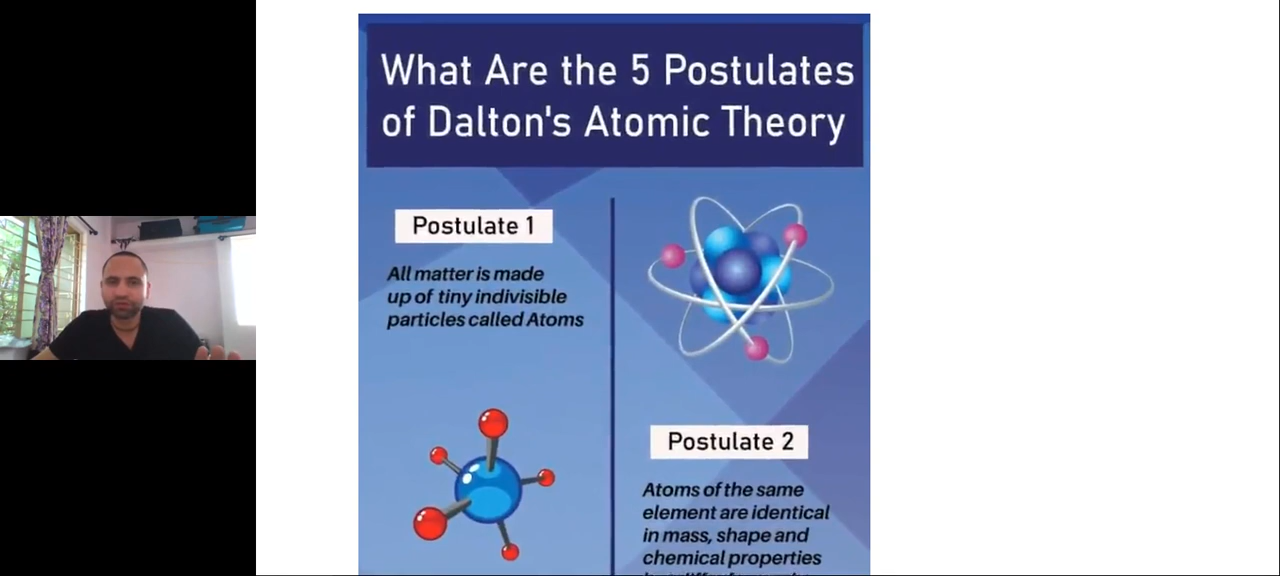 What Are the 5 Postulates
of Dalton's Atomic Theory
Postulate 1
All matter is made
up of tiny indivisible
particles called Atoms
Postulate 2
Atoms of the same
element are identical
in mass, shape and
chemical properties